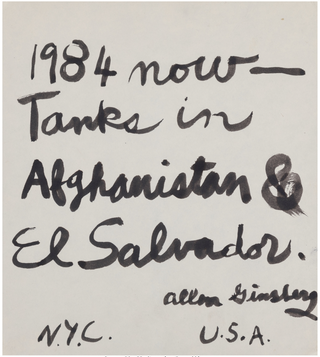 1984 now—
Tanks in
Afghanistan &
El Salvador.
allen Ginsberg
N.Y.C. U.S.A.